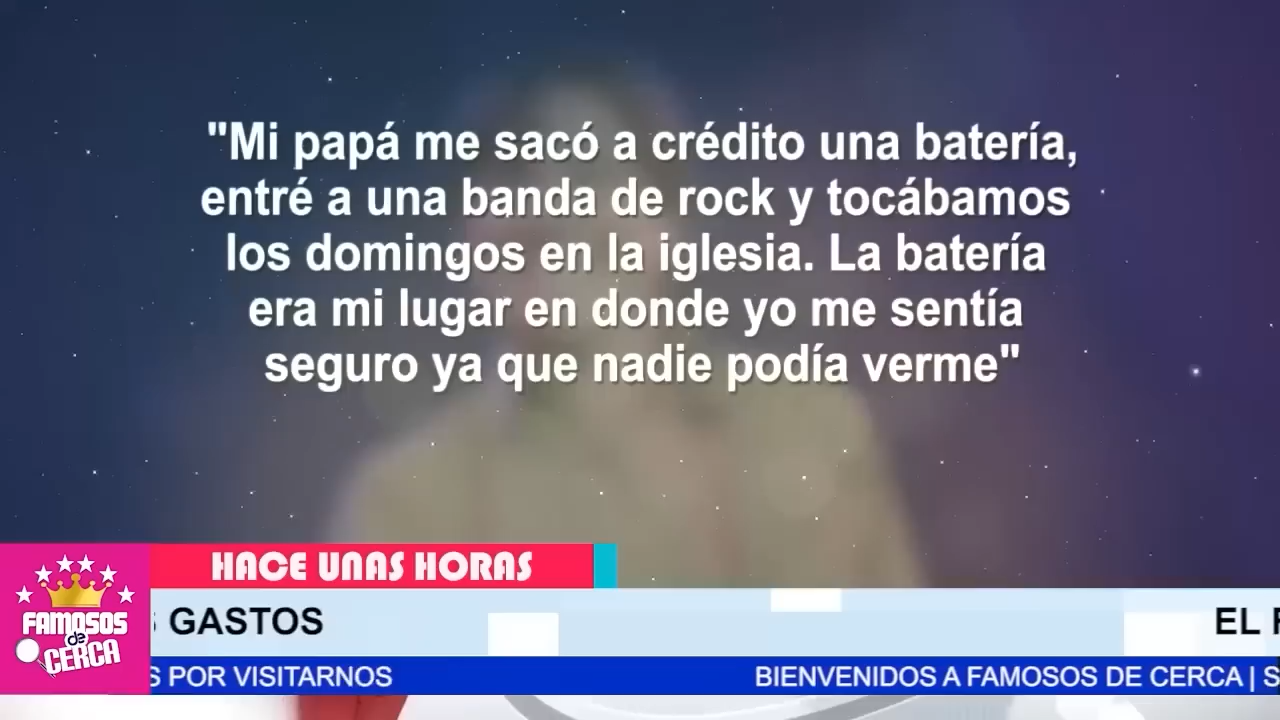 "Mi papá me sacó a crédito una batería,
entré a una banda de rock y tocábamos
los domingos en la iglesia. La batería
era mi lugar en donde yo me sentía
seguro ya que nadie podía verme"
HACE UNAS HORAS
FAMOSOS
de
CERCA
GASTOS
EL
S POR VISITARNOS
BIENVENIDOS A FAMOSOS DE CERCA | S